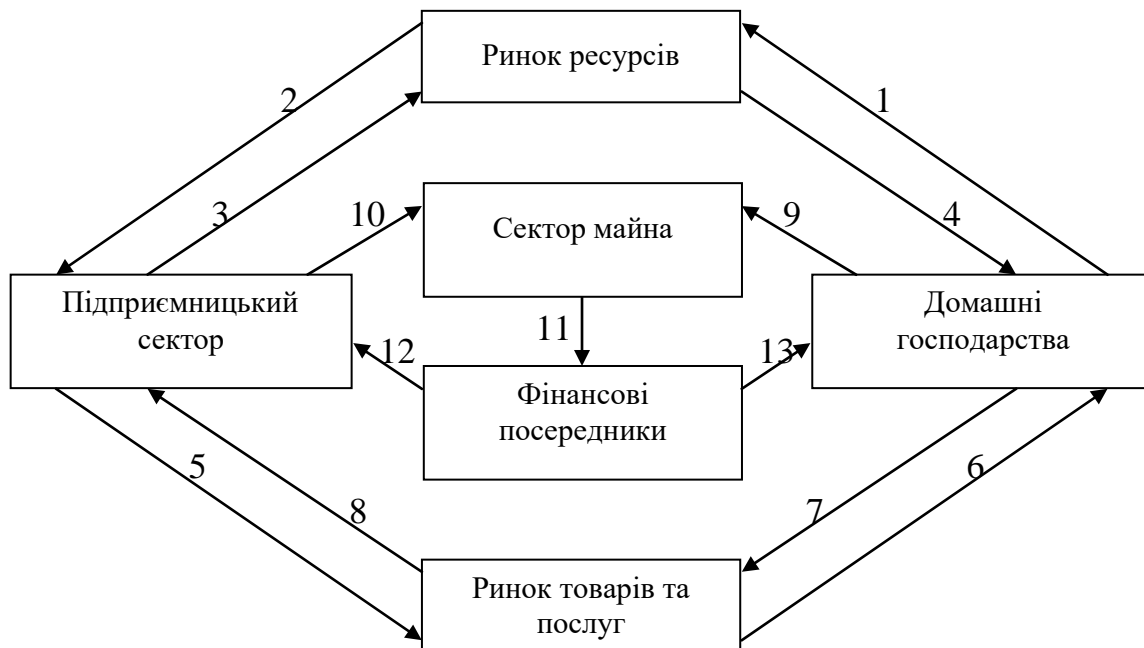 Ринок ресурсів
2
1
3
10
Сектор майна
9
4
Підприємницький
сектор
Домашні
господарства
11
12
13
Фінансові
посередники
5
8
7
6
Ринок товарів та
послуг